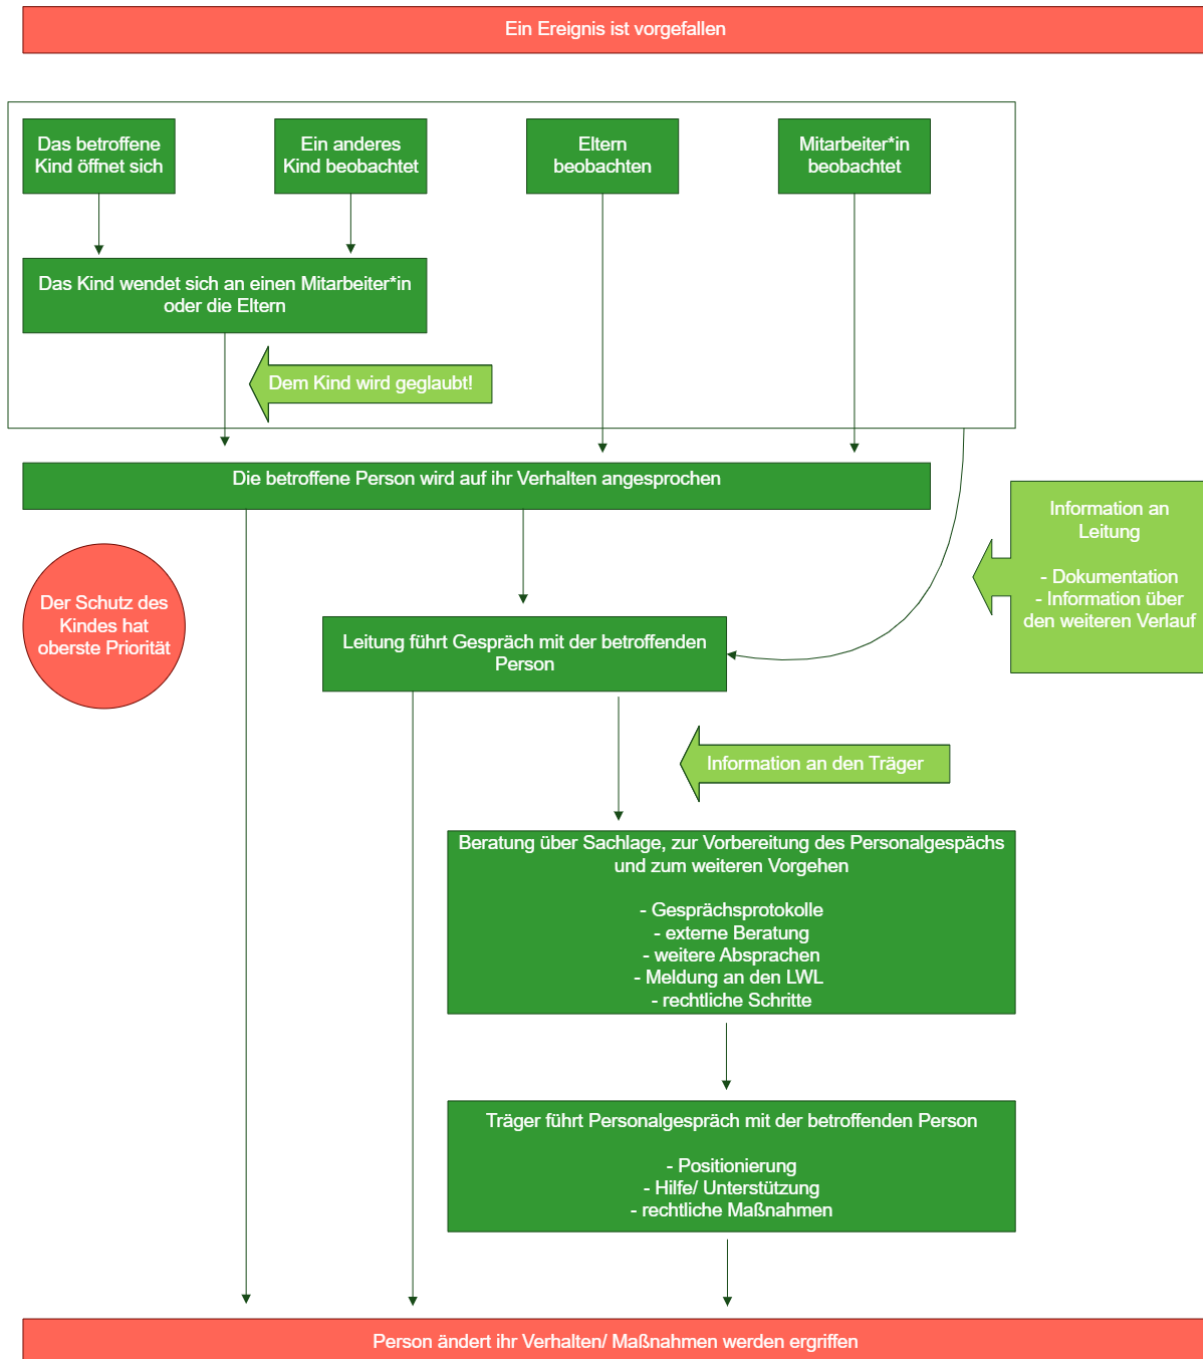 Ein Ereignis ist vorgefallen
Das betroffene
Kind öffnet sich
Ein anderes
Kind beobachtet
Eltern
beobachten
Mitarbeiter*in
beobachtet
Das Kind wendet sich an einen Mitarbeiter*in
oder die Eltern
Dem Kind wird geglaubt!
Die betroffene Person wird auf ihr Verhalten angesprochen
Information an
Leitung
- Dokumentation
- Information über
den weiteren Verlauf
Der Schutz des
Kindes hat
oberste Priorität
Leitung führt Gespräch mit der betroffenden
Person
Information an den Träger
Beratung über Sachlage, zur Vorbereitung des Personalgespächs
und zum weiteren Vorgehen
- Gesprächsprotokolle
- externe Beratung
- weitere Absprachen
- Meldung an den LWL
- rechtliche Schritte
Träger führt Personalgespräch mit der betroffenden Person
- Positionierung
- Hilfe/ Unterstützung
- rechtliche Maßnahmen
Person ändert ihr Verhalten/ Maßnahmen werden ergriffen